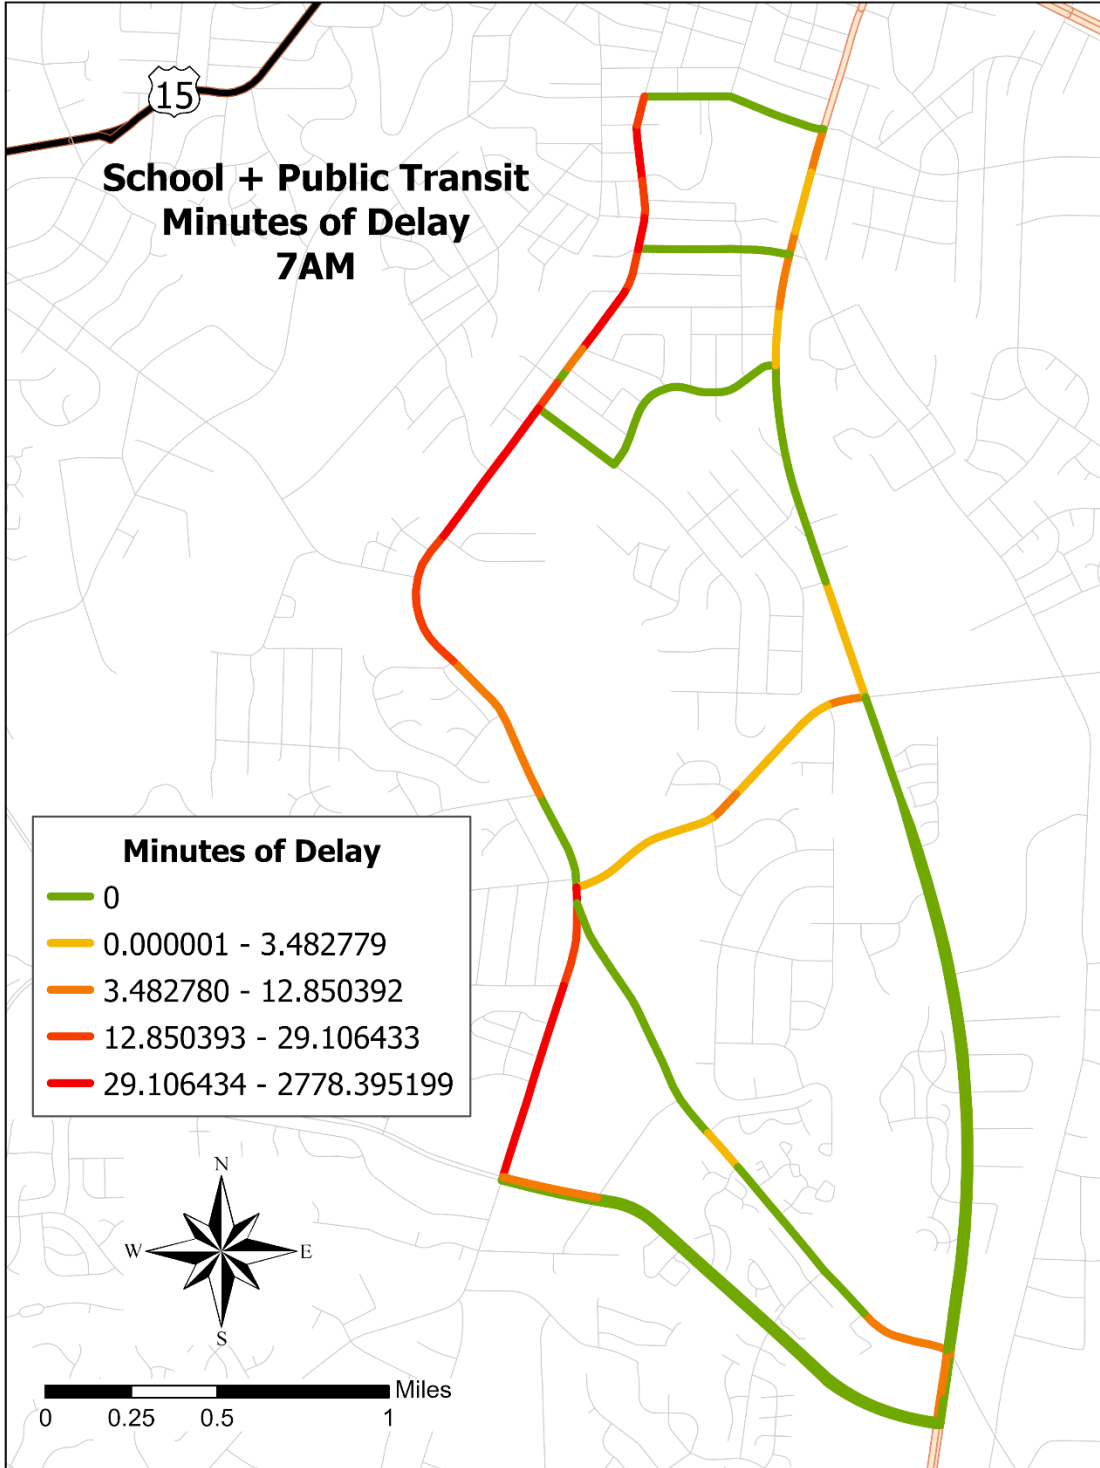 15
School + Public Transit
Minutes of Delay
7AM
Minutes of Delay
0
0.000001 - 3.482779
3.482780 - 12.850392
12.850393 - 29.106433
29.106434 - 2778.395199
N
W E
S
Miles
0 0.25 0.5 1